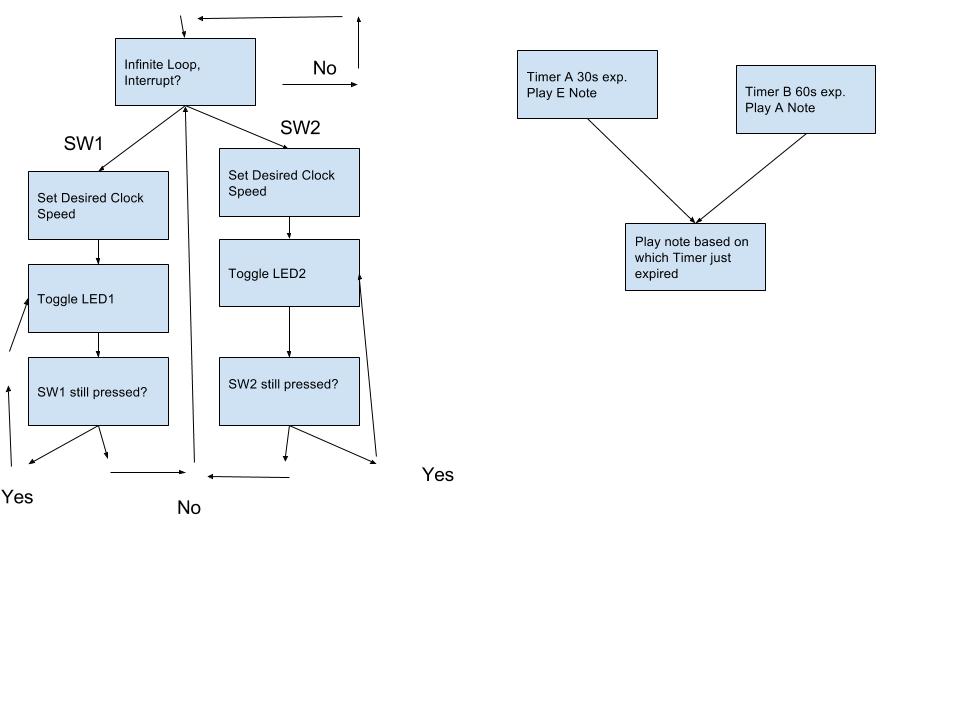 Infinite Loop,
Interrupt?
No
SW1
SW2
Set Desired Clock
Speed
Set Desired Clock
Speed
Toggle LED1
Toggle LED2
SW1 still pressed?
SW2 still pressed?
Yes
No
Yes
Timer A 30s exp.
Play E Note
Timer B 60s exp.
Play A Note
Play note based on
which Timer just
expired